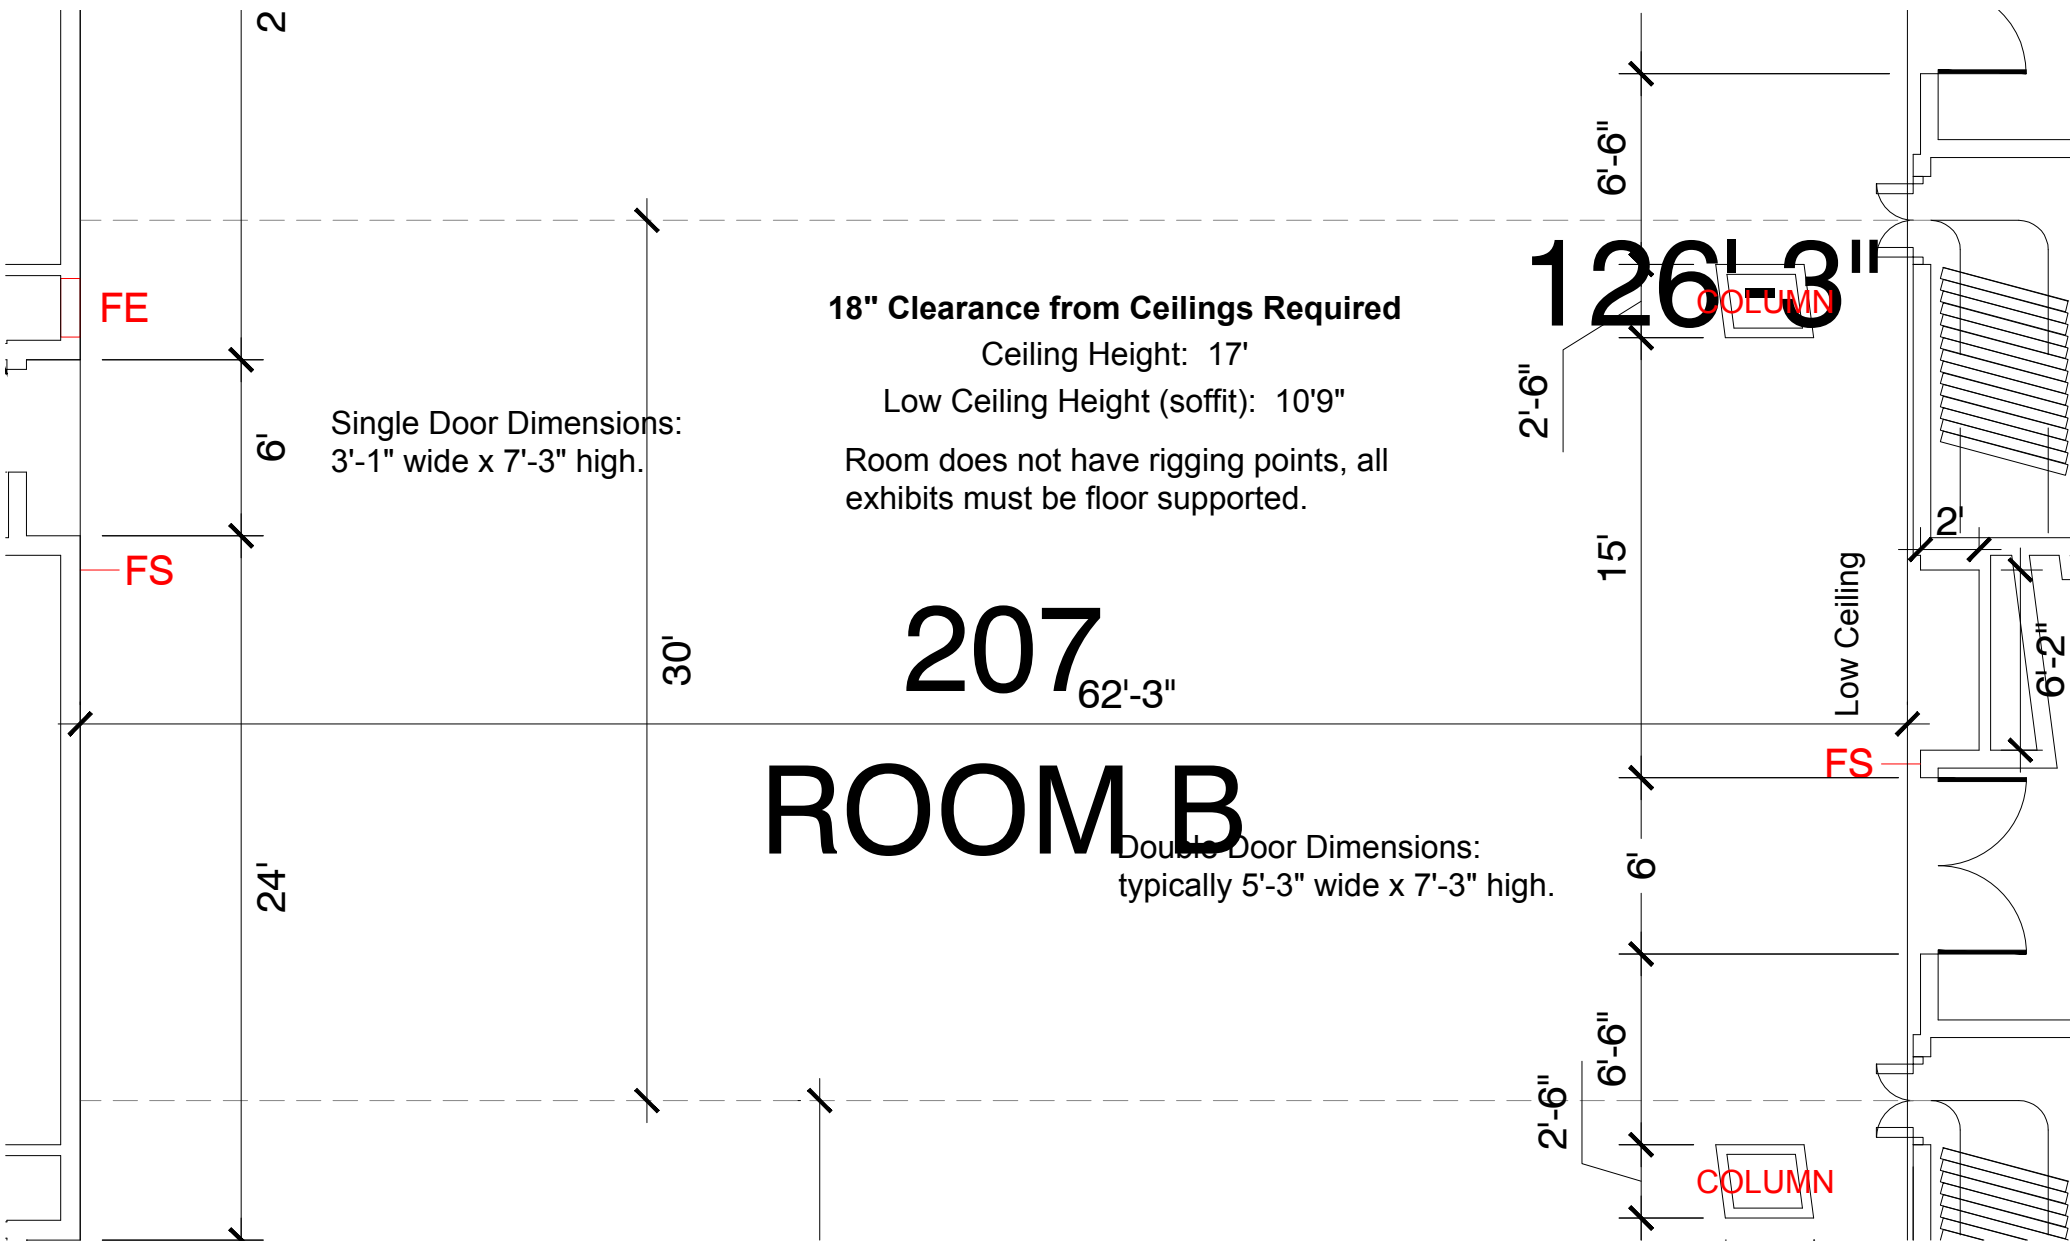 2
6'-6"
126'-3"
FE
18" Clearance from Ceilings Required
COLUMN
Ceiling Height:  17'
Low Ceiling Height (soffit):  10'9"
2'-6"
Single Door Dimensions:
3'-1" wide x 7'-3" high.
6'
Room does not have rigging points, all
exhibits must be floor supported.
2'
15'
FS
Low Ceiling
30'
207
62'-3"
6'-2"
FS
ROOM B
Double Door Dimensions:
typically 5'-3" wide x 7'-3" high.
6'
24'
6'-6"
2'-6"
COLUMN